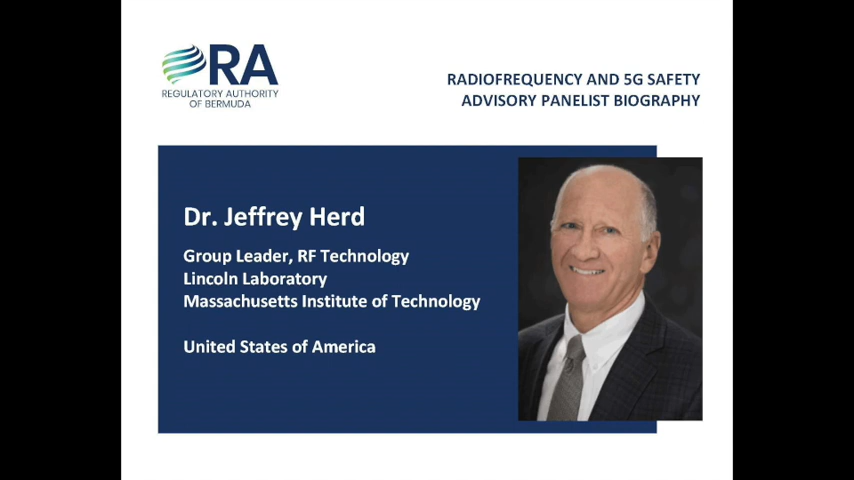 RA
REGULATORY AUTHORITY
OF BERMUDA
RADIOFREQUENCY AND 5G SAFETY
ADVISORY PANELIST BIOGRAPHY
Dr. Jeffrey Herd
Group Leader, RF Technology
Lincoln Laboratory
Massachusetts Institute of Technology
United States of America